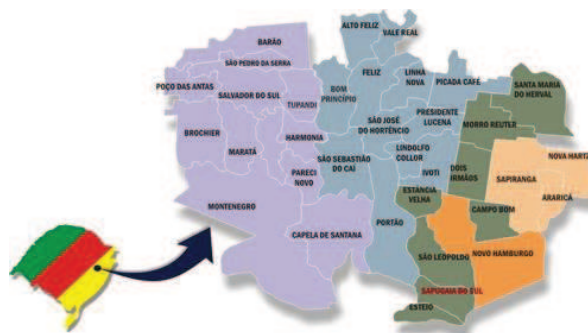 ALTO FELIZ
VALE REAL
BARÃO
SÃO PEDRO DA SERRA
FELIZ
LINHA
NOVA
PICADA CAFÉ
SANTA MARIA
DO HERVAL
POÇO DAS ANTAS
SALVADOR DO SUL
BOM
PRINCÍPIO
TUPANDI
PRESIDENTE
LUCENA
MORRO REUTER
SÃO JOSÉ
DO HORTÊNCIO
BROCHIER
MARATÁ
HARMONIA
LINDOLFO
COLLOR
NOVA HARTZ
SÃO SEBASTIÃO
DO CAÍ
DOIS
IRMÃOS
SAPIRANGA
PARECI
NOVO
IVOTI
ARARICÁ
ESTÂNCIA
VELHA
MONTENEGRO
CAMPO BOM
PORTÃO
CAPELA DE SANTANA
NOVO HAMBURGO
SÃO LEOPOLDO
SAPUCAIA DO SUL
ESTEIO